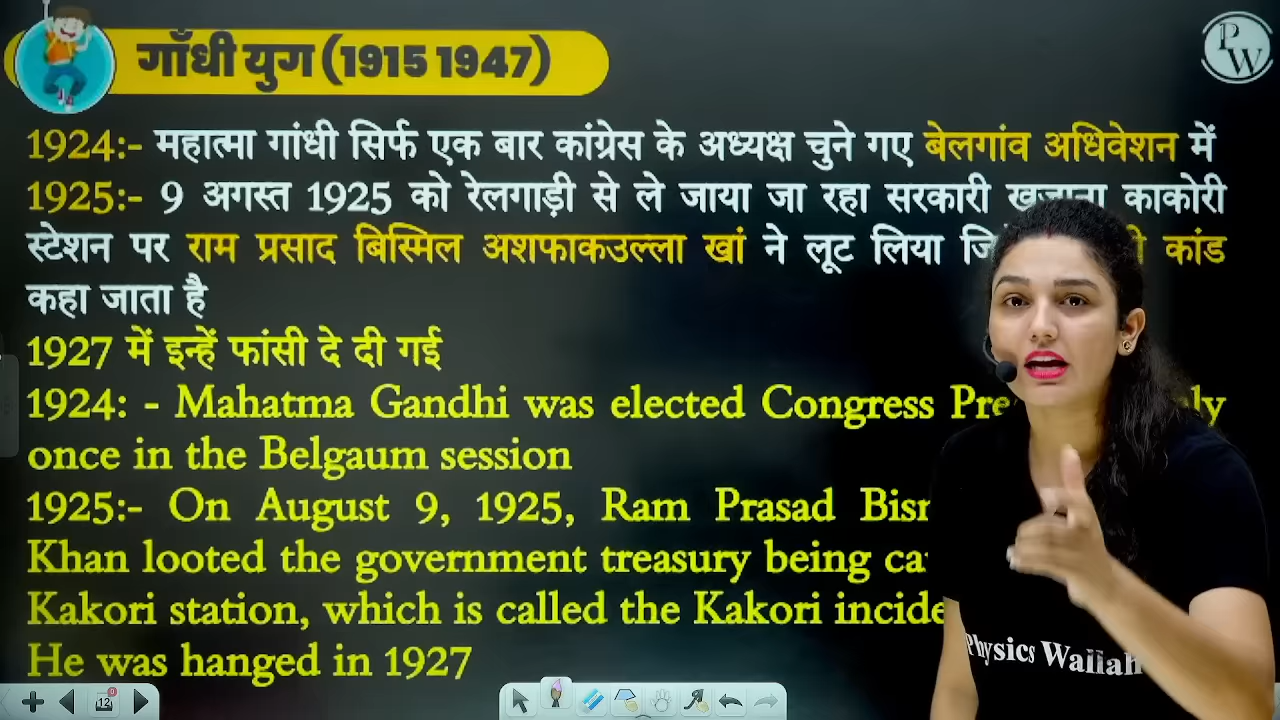 गाँधी युग (1915 1947)
PW
1924:- महात्मा गांधी सिर्फ एक बार कांग्रेस के अध्यक्ष चुने गए बेलगांव अधिवेशन में
1925:- 9 अगस्त 1925 को रेलगाड़ी से ले जाया जा रहा सरकारी खजाना काकोरी
स्टेशन पर राम प्रसाद बिस्मिल अशफाकउल्ला खां ने लूट लिया कांड
कहा जाता है
1927 में इन्हें फांसी दे दी गई
1924: - Mahatma Gandhi was elected Congress
once in the Belgaum session
1925:- On August 9, 1925, Ram Prasad
Khan looted the government treasury being
Kakori station, which is called the Kakori
He was hanged in 1927
Physics Wallah
12